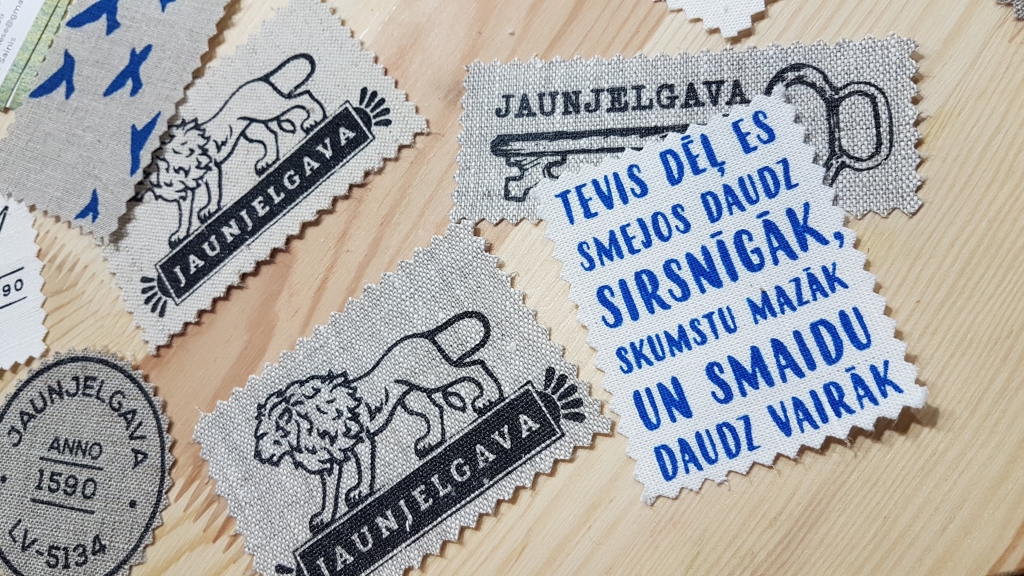 JAUNJELGAVA
JAUNJELGAVA
TEVIS DĒĻ ES
SMEJOS DAUDZ
SIRSNĪGĀK,
SKUMSTU MAZĀK
UN SMAIDU
DAUDZ VAIRĀK
JAUNJELGAVA
JAUNJELGAVA
ANNO
1590
LV-5134
90